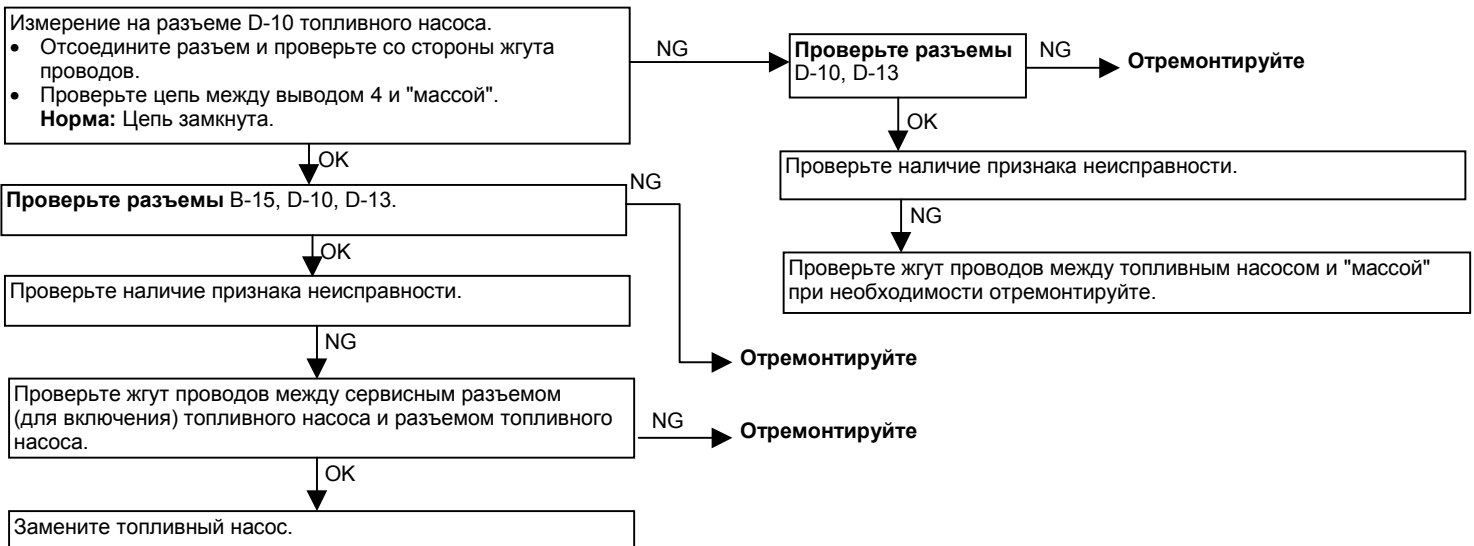 Измерение на разъеме D-10 топливного насоса.
• Отсоедините разъем и проверьте со стороны жгута
проводов.
• Проверьте цепь между выводом 4 и "массой".
Норма: Цепь замкнута.
NG
Проверьте разъемы
D-10, D-13
NG
Отремонтируйте
OK
OK
Проверьте наличие признака неисправности.
NG
Проверьте жгут проводов между топливным насосом и "массой"
при необходимости отремонтируйте.
Проверьте разъемы B-15, D-10, D-13.
NG
OK
Проверьте наличие признака неисправности.
NG
Отремонтируйте
Проверьте жгут проводов между сервисным разъемом
(для включения) топливного насоса и разъемом топливного
насоса.
NG
Отремонтируйте
OK
Замените топливный насос.